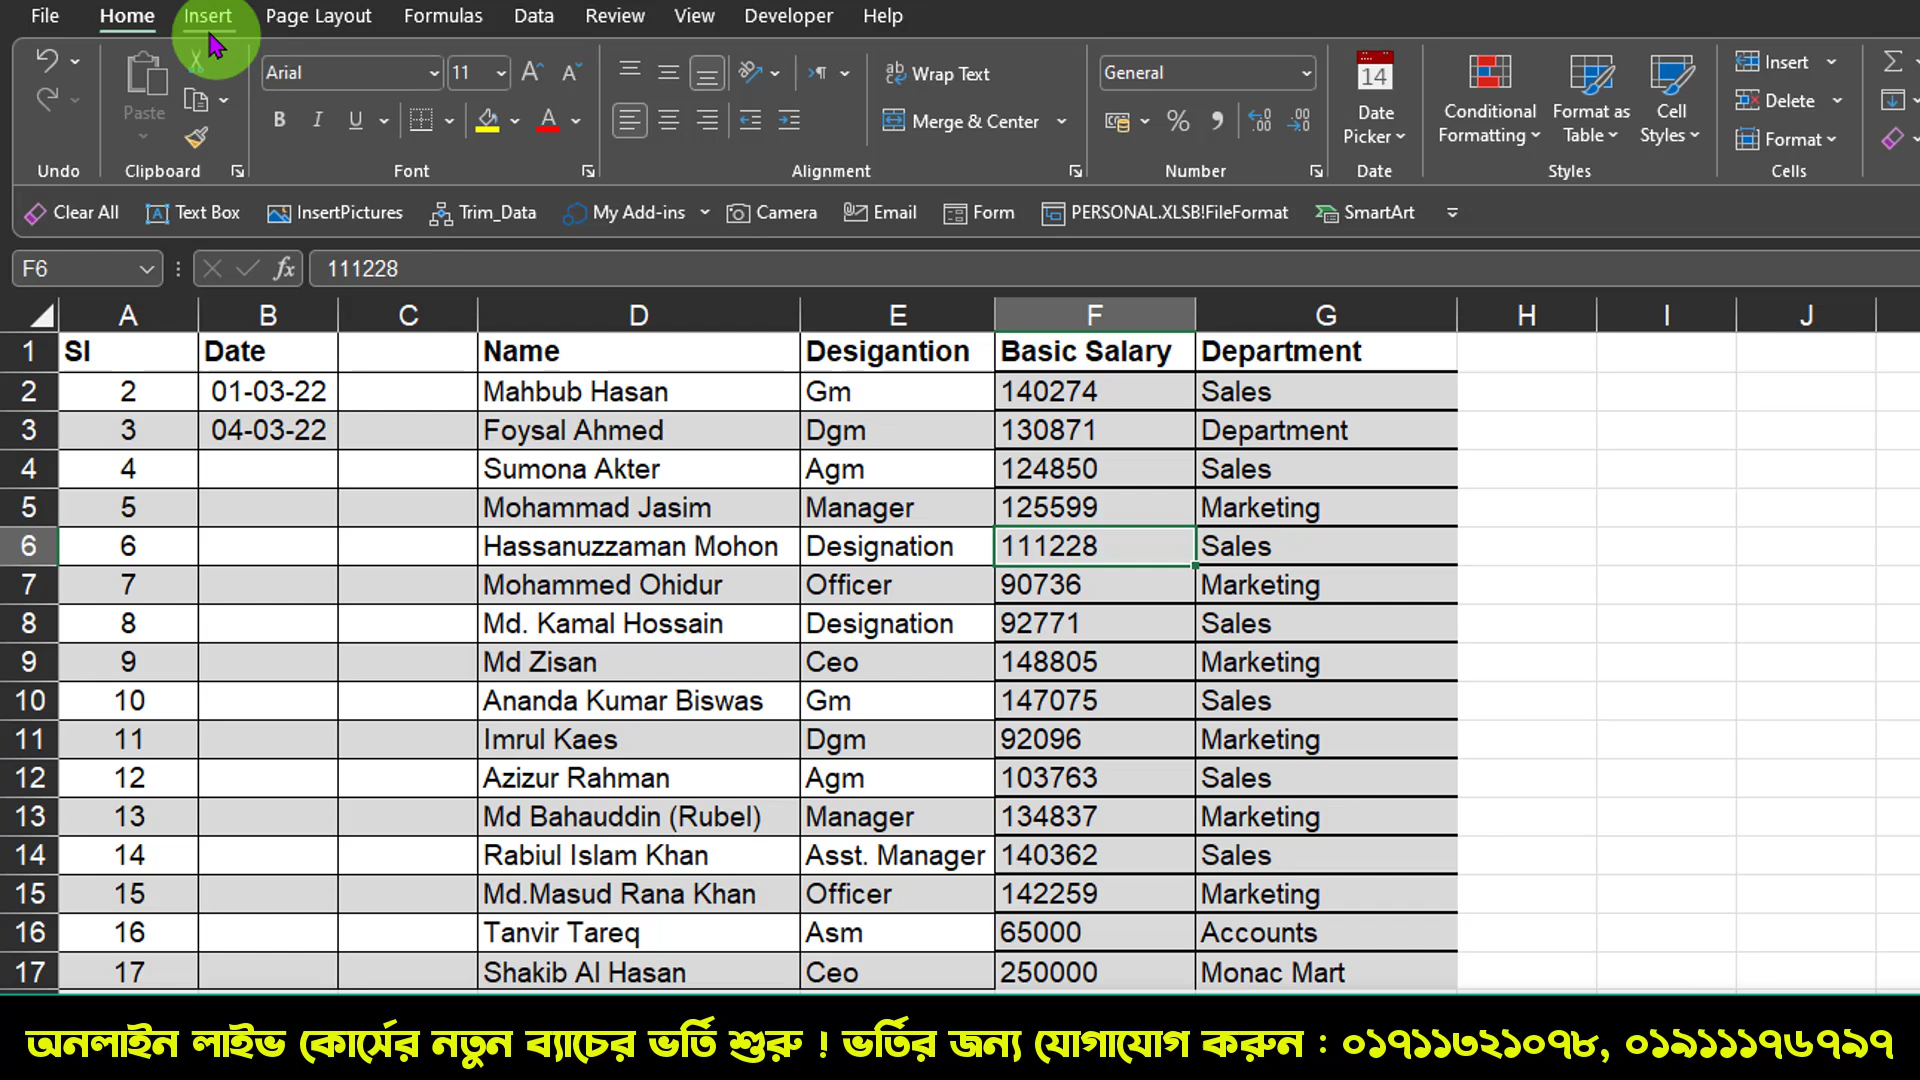 File Home Insert Page Layout Formulas Data Review View Developer Help
Arial 11 Wrap Text General Insert
Paste 14 Delete
B I U A Merge & Center % Date Picker Conditional Formatting Format as Table Cell Styles Format
Undo Clipboard Font Alignment Number Date Styles Cells
Clear All Text Box InsertPictures Trim_Data My Add-ins Camera Email Form PERSONAL.XLSB!FileFormat SmartArt
F6 fx 111228
A B C D E F G H I J
1 Sl Date Name Desigantion Basic Salary Department
2 2 01-03-22 Mahbub Hasan Gm 140274 Sales
3 3 04-03-22 Foysal Ahmed Dgm 130871 Department
4 4 Sumona Akter Agm 124850 Sales
5 5 Mohammad Jasim Manager 125599 Marketing
6 6 Hassanuzzaman Mohon Designation 111228 Sales
7 7 Mohammed Ohidur Officer 90736 Marketing
8 8 Md. Kamal Hossain Designation 92771 Sales
9 9 Md Zisan Ceo 148805 Marketing
10 10 Ananda Kumar Biswas Gm 147075 Sales
11 11 Imrul Kaes Dgm 92096 Marketing
12 12 Azizur Rahman Agm 103763 Sales
13 13 Md Bahauddin (Rubel) Manager 134837 Marketing
14 14 Rabiul Islam Khan Asst. Manager 140362 Sales
15 15 Md.Masud Rana Khan Officer 142259 Marketing
16 16 Tanvir Tareq Asm 65000 Accounts
17 17 Shakib Al Hasan Ceo 250000 Monac Mart
অনলাইন লাইভ কোর্সের নতুন ব্যাচের ভর্তি শুরু ! ভর্তির জন্য যোগাযোগ করুন : ০১৭১১৩২১০৭৮, ০১৯১১১৭৬৭৯৭